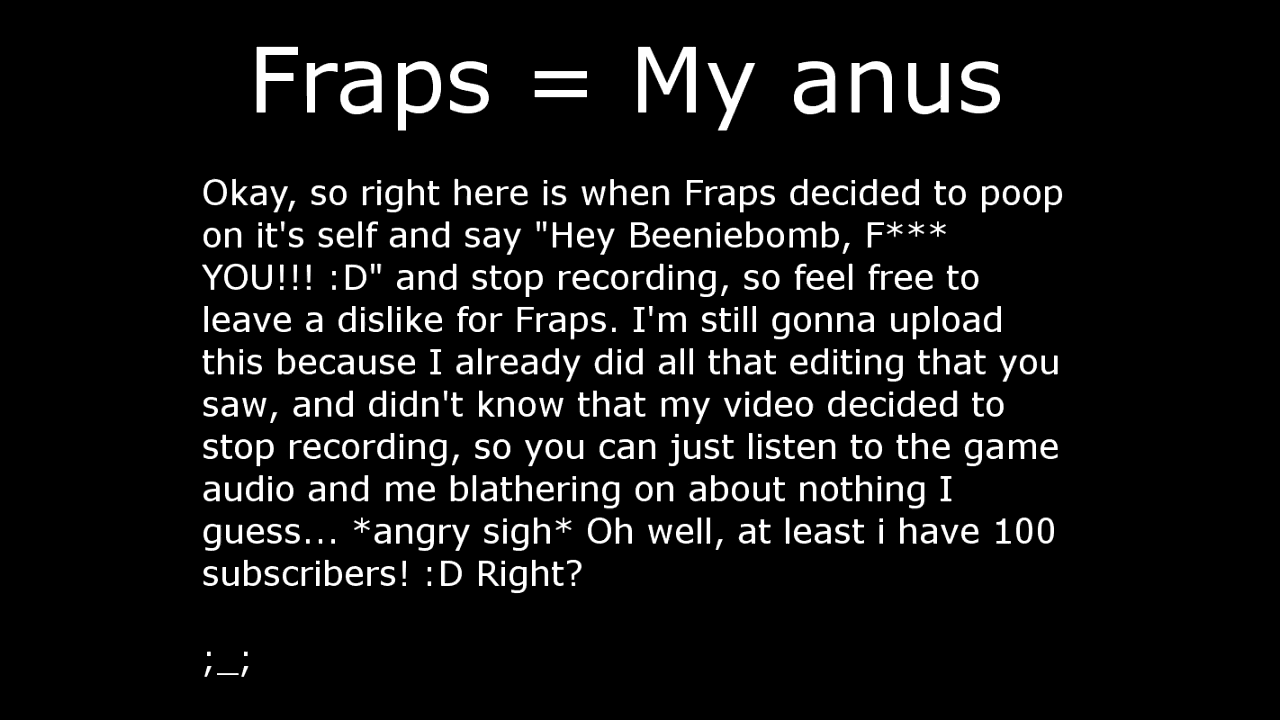 Fraps = My anus
Okay, so right here is when Fraps decided to poop
on it's self and say "Hey Beeniebomb, F***
YOU!!! :D" and stop recording, so feel free to
leave a dislike for Fraps. I'm still gonna upload
this because I already did all that editing that you
saw, and didn't know that my video decided to
stop recording, so you can just listen to the game
audio and me blathering on about nothing I
guess... *angry sigh* Oh well, at least i have 100
subscribers! :D Right?
;_;